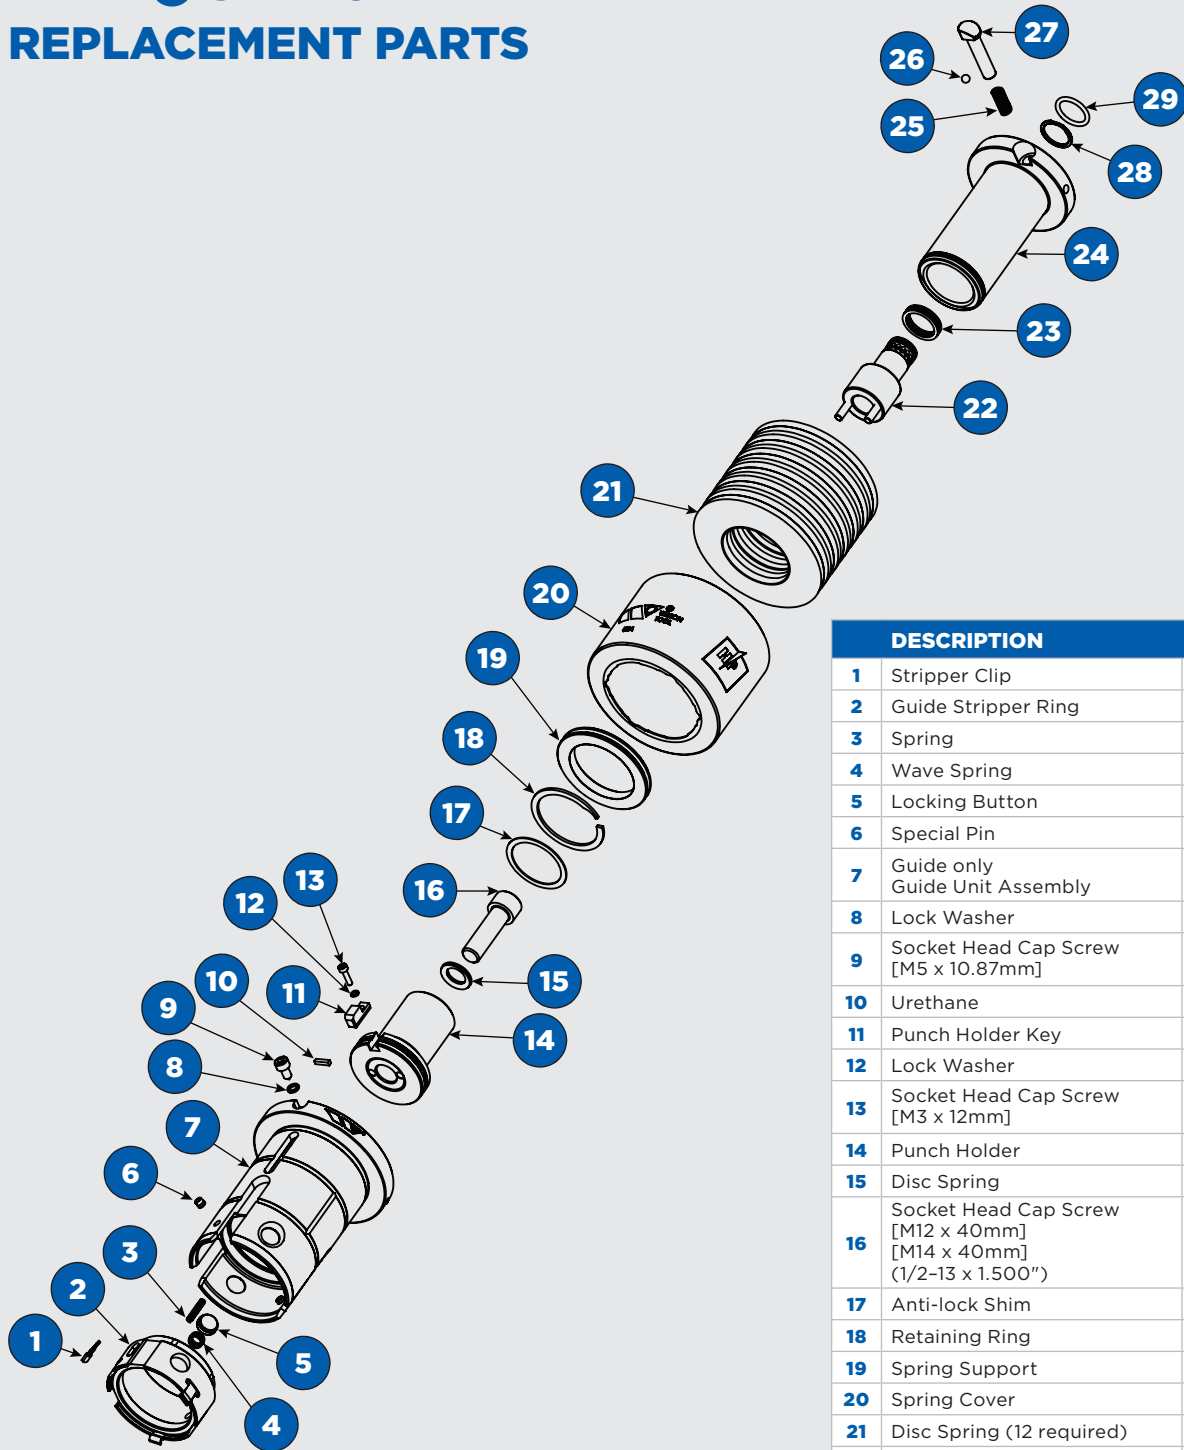 REPLACEMENT PARTS
27
26
29
25
28
24
23
22
21
20
19
18
17
16
13
12
15
10
11
9
14
8
7
6
3
2
1
5
4
DESCRIPTION
1 Stripper Clip
2 Guide Stripper Ring
3 Spring
4 Wave Spring
5 Locking Button
6 Special Pin
7 Guide only
Guide Unit Assembly
8 Lock Washer
9 Socket Head Cap Screw
[M5 x 10.87mm]
10 Urethane
11 Punch Holder Key
12 Lock Washer
13 Socket Head Cap Screw
[M3 x 12mm]
14 Punch Holder
15 Disc Spring
16 Socket Head Cap Screw
[M12 x 40mm]
[M14 x 40mm]
(1/2–13 x 1.500")
17 Anti-lock Shim
18 Retaining Ring
19 Spring Support
20 Spring Cover
21 Disc Spring (12 required)